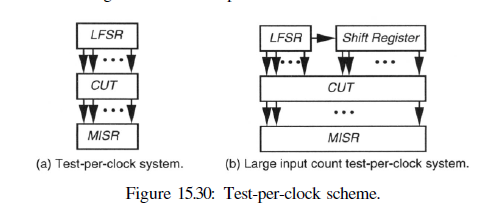 LFSR
CUT
MISR
(a) Test-per-clock system.
LFSR
Shift Register
CUT
MISR
(b) Large input count test-per-clock system.
Figure 15.30: Test-per-clock scheme.